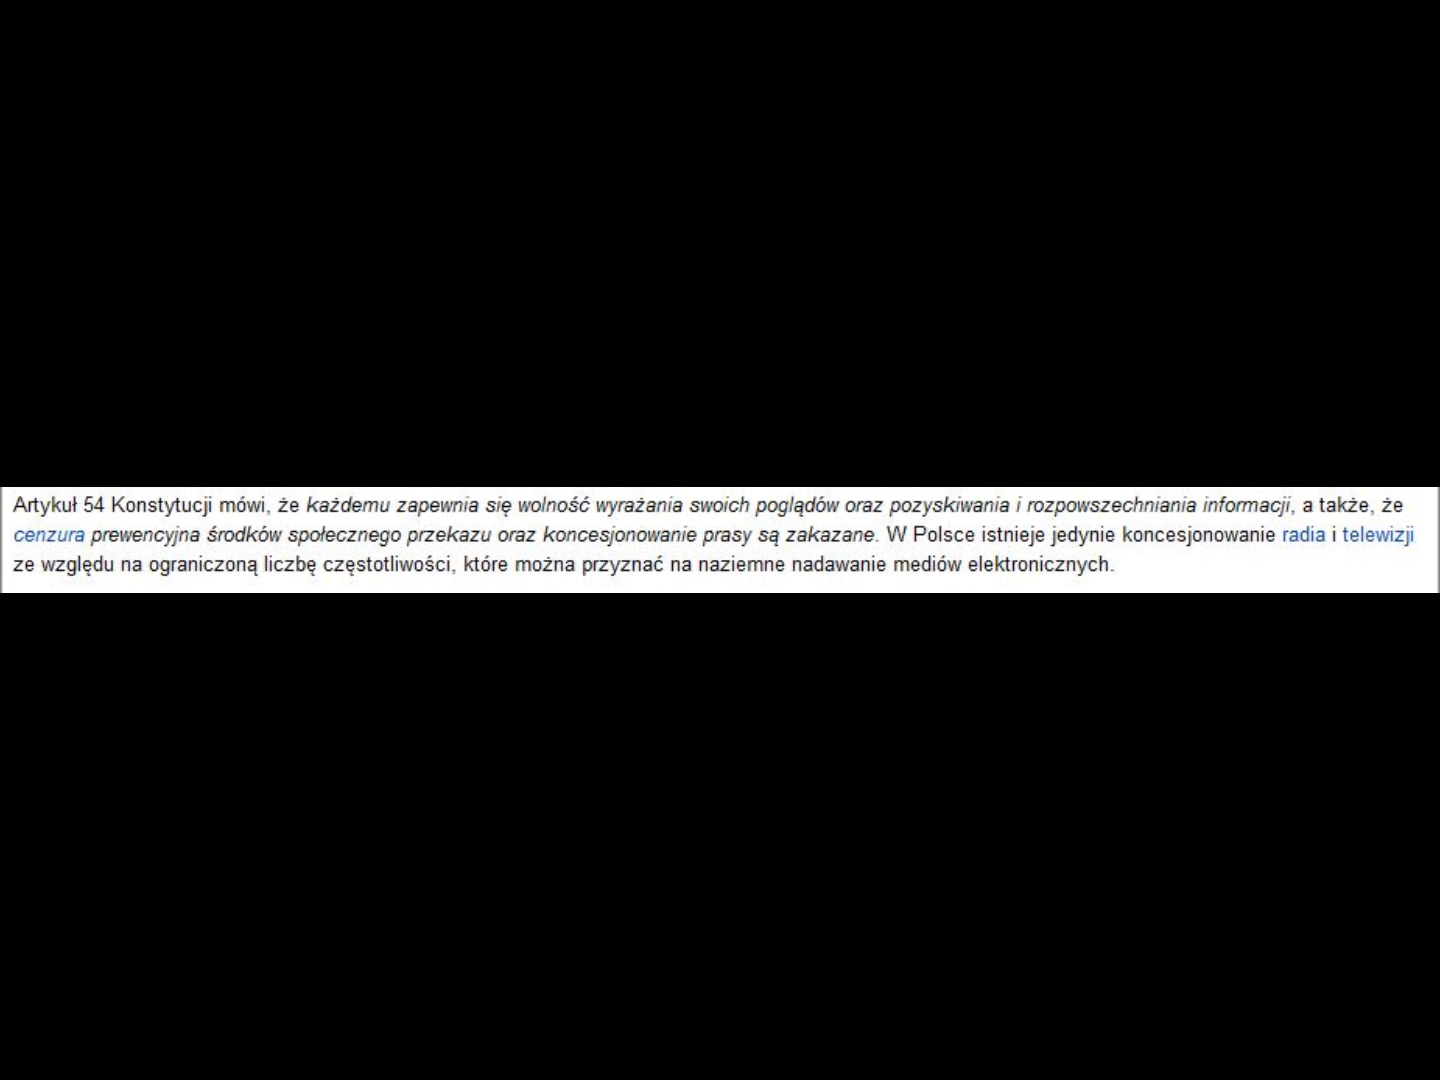 Artykuł 54 Konstytucji mówi, że każdemu zapewnia się wolność wyrażania swoich poglądów oraz pozyskiwania i rozpowszechniania informacji, a także, że
cenzura prewencyjna środków społecznego przekazu oraz koncesjonowanie prasy są zakazane. W Polsce istnieje jedynie koncesjonowanie radia i telewizji
ze względu na ograniczoną liczbę częstotliwości, które można przyznać na naziemne nadawanie mediów elektronicznych.